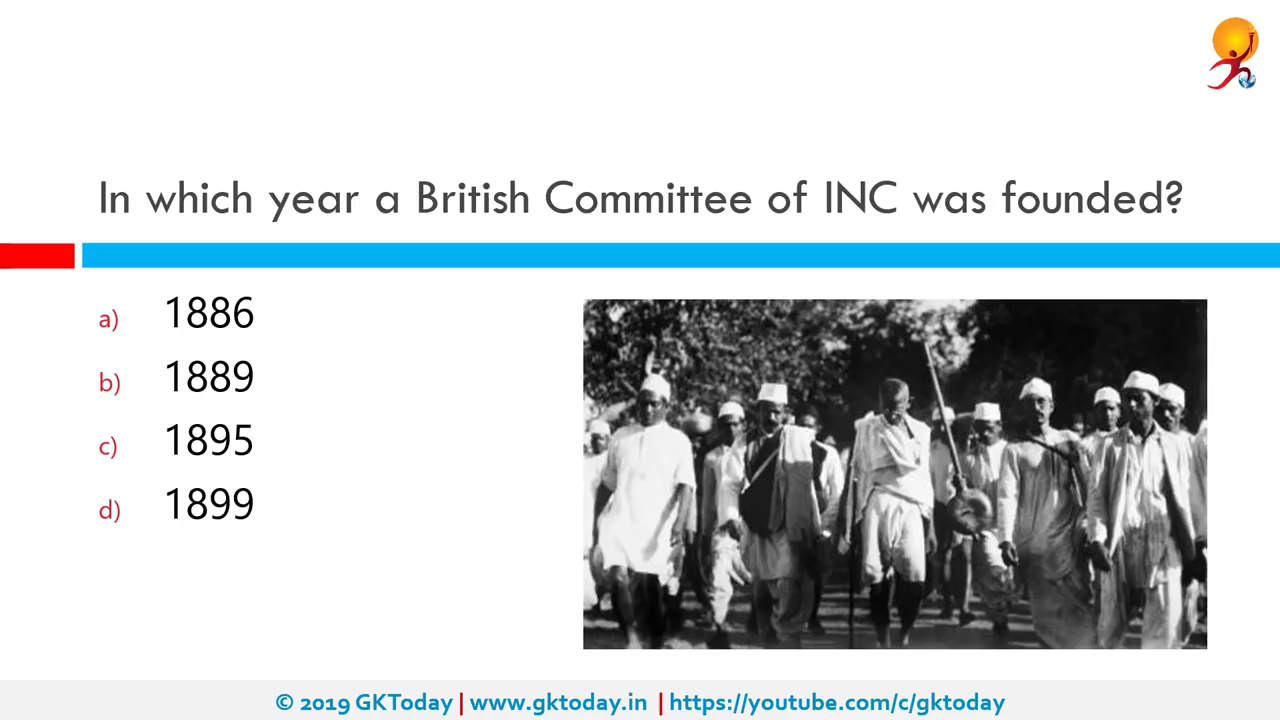 In which year a British Committee of INC was founded?
a) 1886
b) 1889
c) 1895
d) 1899
© 2019 GKToday | www.gktoday.in | https://youtube.com/c/gktoday